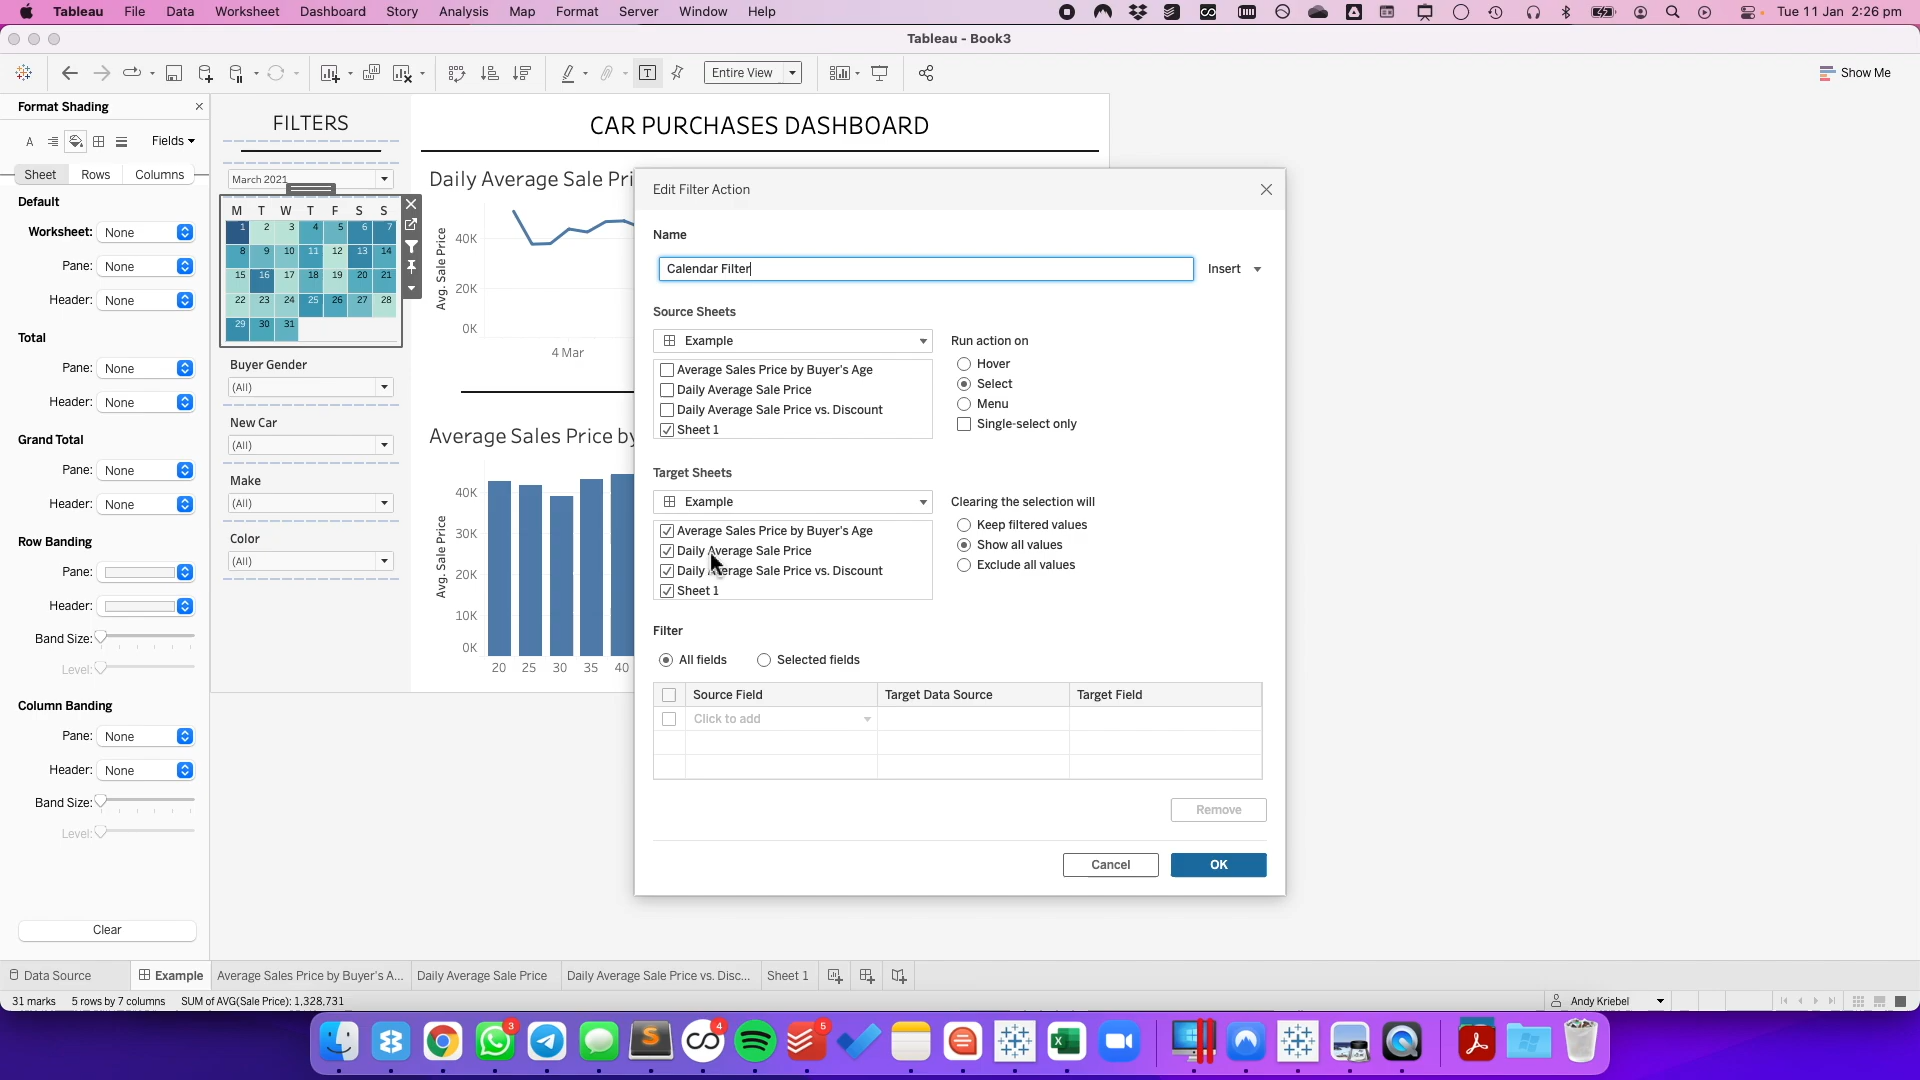 Tableau File Data Worksheet Dashboard Story Analysis Map Format Server Window Help Tue 11 Jan 2:26 pm
Tableau - Book3
Entire View
Show Me
Format Shading
Fields
Sheet Rows Columns
Default
Worksheet: None
Pane: None
Header: None
Total
Pane: None
Header: None
Grand Total
Pane: None
Header: None
Row Banding
Pane:
Header:
Band Size:
Level:
Column Banding
Pane: None
Header: None
Band Size:
Level:
Clear
FILTERS
March 2021
M T W T F S S
1 2 3 4 5 6 7
8 9 10 11 12 13 14
15 16 17 18 19 20 21
22 23 24 25 26 27 28
29 30 31
Buyer Gender
(All)
New Car
(All)
Make
(All)
Color
(All)
CAR PURCHASES DASHBOARD
Daily Average Sale Pri
Avg. Sale Price
40K
20K
0K
4 Mar
Average Sales Price by
Avg. Sale Price
40K
30K
20K
10K
0K
20 25 30 35 40
Edit Filter Action
Name
Calendar Filter
Insert
Source Sheets
Example
Average Sales Price by Buyer's Age
Daily Average Sale Price
Daily Average Sale Price vs. Discount
Sheet 1
Run action on
Hover
Select
Menu
Single-select only
Target Sheets
Example
Average Sales Price by Buyer's Age
Daily Average Sale Price
Daily Average Sale Price vs. Discount
Sheet 1
Clearing the selection will
Keep filtered values
Show all values
Exclude all values
Filter
All fields Selected fields
Source Field Target Data Source Target Field
Click to add
Remove
Cancel OK
Data Source Example Average Sales Price by Buyer's A... Daily Average Sale Price Daily Average Sale Price vs. Disc... Sheet 1
31 marks 5 rows by 7 columns SUM of AVG(Sale Price): 1,328,731 Andy Kriebel
3 4 5